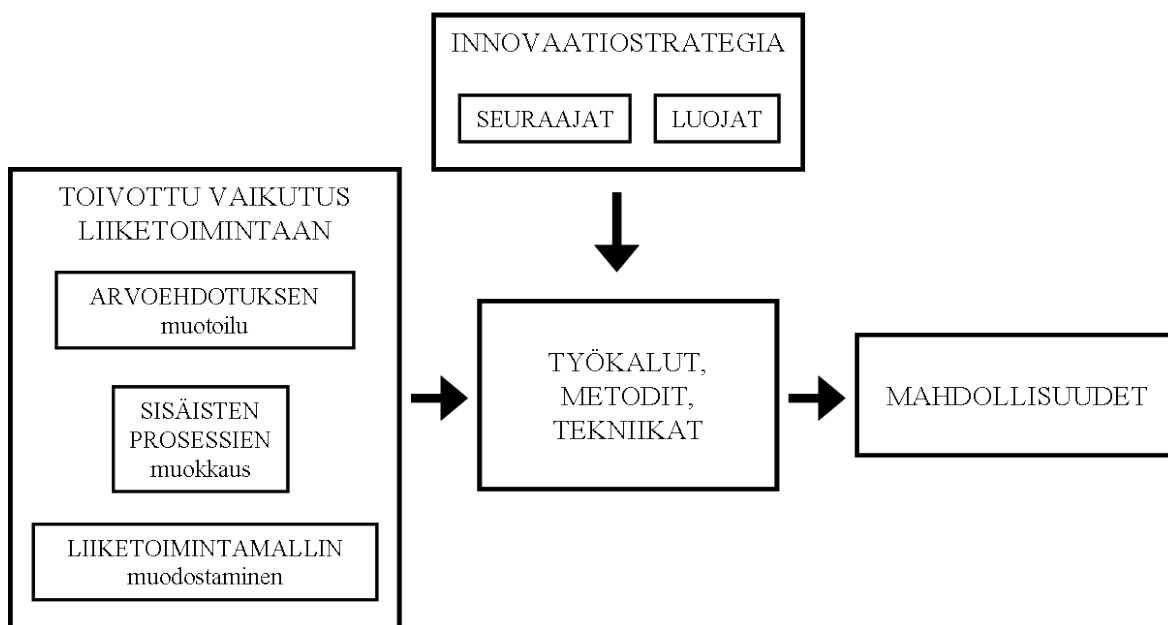 INNOVAATIOSTRATEGIA
SEURAAJAT
LUOJAT
TOIVOTTU VAIKUTUS
LIIKETOIMINTAAN
ARVOEHDOTUKSEN
muotoilu
SISÄISTEN
PROSESSIEN
muokkaus
LIIKETOIMINTAMALLIN
muodostaminen
TYÖKALUT,
METODIT,
TEKNIIKAT
MAHDOLLISUUDET